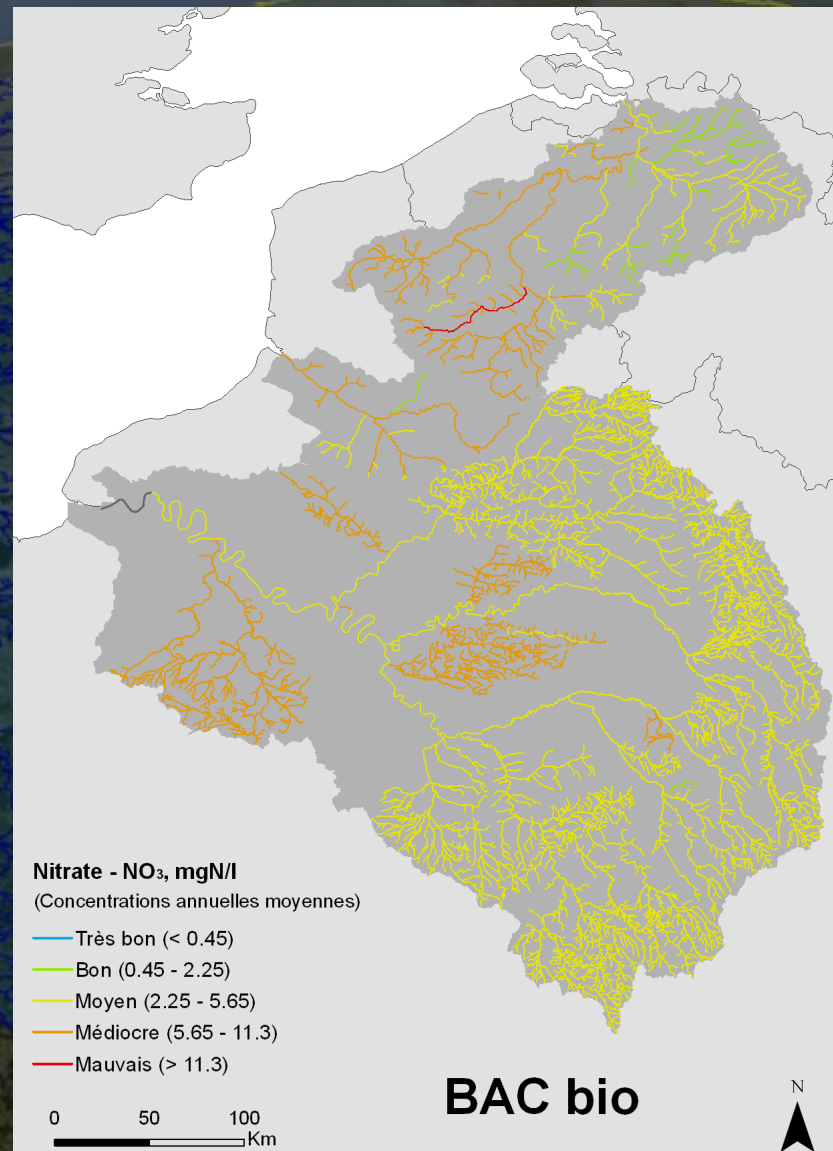 Nitrate - NO₃, mgN/l
(Concentrations annuelles moyennes)
Très bon (< 0.45)
Bon (0.45 - 2.25)
Moyen (2.25 - 5.65)
Médiocre (5.65 - 11.3)
Mauvais (> 11.3)
BAC bio
N
0 50 100
Km